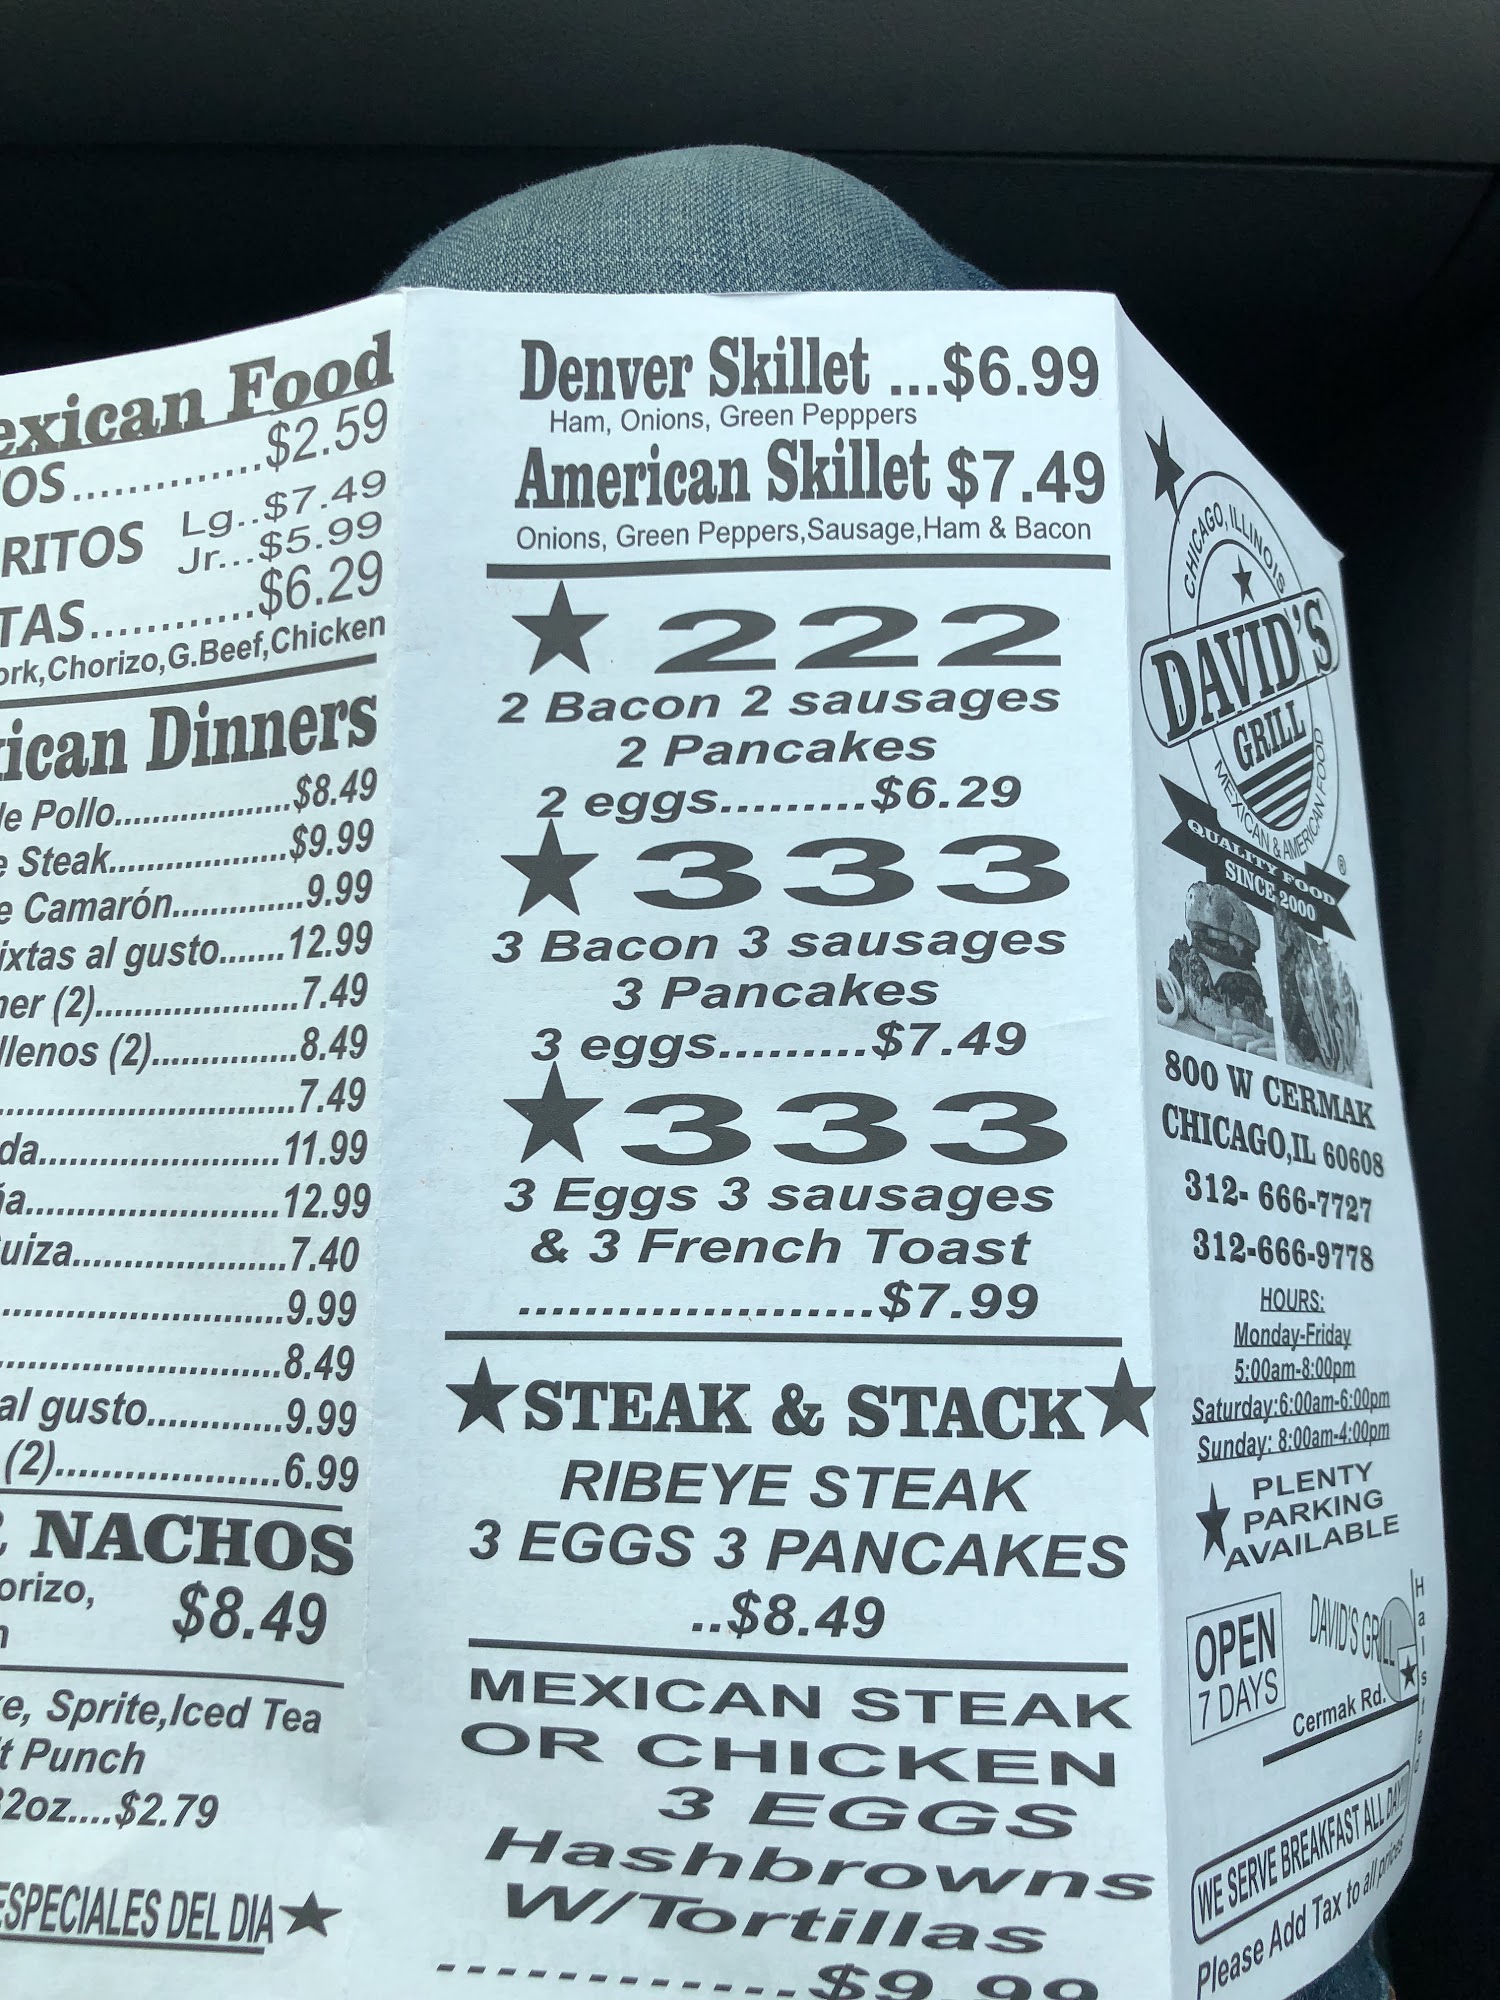 Mexican Food
OS..............$2.59
RITOS Lg..$7.49
Jr...$5.99
TAS............$6.29
ork,Chorizo,G.Beef,Chicken
ican Dinners
de Pollo...................$8.49
e Steak...................$9.99
e Camarón..............9.99
ixtas al gusto.......12.99
ner (2)......................7.49
llenos (2)...............8.49
..............................7.49
da.........................11.99
ia..........................12.99
uiza......................7.40
.............................9.99
.............................8.49
al gusto..............9.99
(2).......................6.99
NACHOS
orizo,
$8.49
e, Sprite,Iced Tea
t Punch
32oz....$2.79
ESPECIALES DEL DIA
Denver Skillet ...$6.99
Ham, Onions, Green Pepppers
American Skillet $7.49
Onions, Green Peppers,Sausage,Ham & Bacon
222
2 Bacon 2 sausages
2 Pancakes
2 eggs.........$6.29
333
3 Bacon 3 sausages
3 Pancakes
3 eggs.........$7.49
333
3 Eggs 3 sausages
& 3 French Toast
......................$7.99
STEAK & STACK
RIBEYE STEAK
3 EGGS 3 PANCAKES
..$8.49
MEXICAN STEAK
OR CHICKEN
3 EGGS
Hashbrowns
W/Tortillas
------------$9.99
CHICAGO, ILLINOIS
DAVID'S
GRILL
MEXICAN & AMERICAN FOOD
®
QUALITY FOOD
SINCE 2000
800 W CERMAK
CHICAGO,IL 60608
312- 666-7727
312-666-9778
HOURS:
Monday-Friday
5:00am-8:00pm
Saturday:6:00am-6:00pm
Sunday: 8:00am-4:00pm
PLENTY
PARKING
AVAILABLE
OPEN
7 DAYS
DAVID'S GRILL
Cermak Rd.
Halsted
WE SERVE BREAKFAST ALL DAY!!!
Please Add Tax to all prices